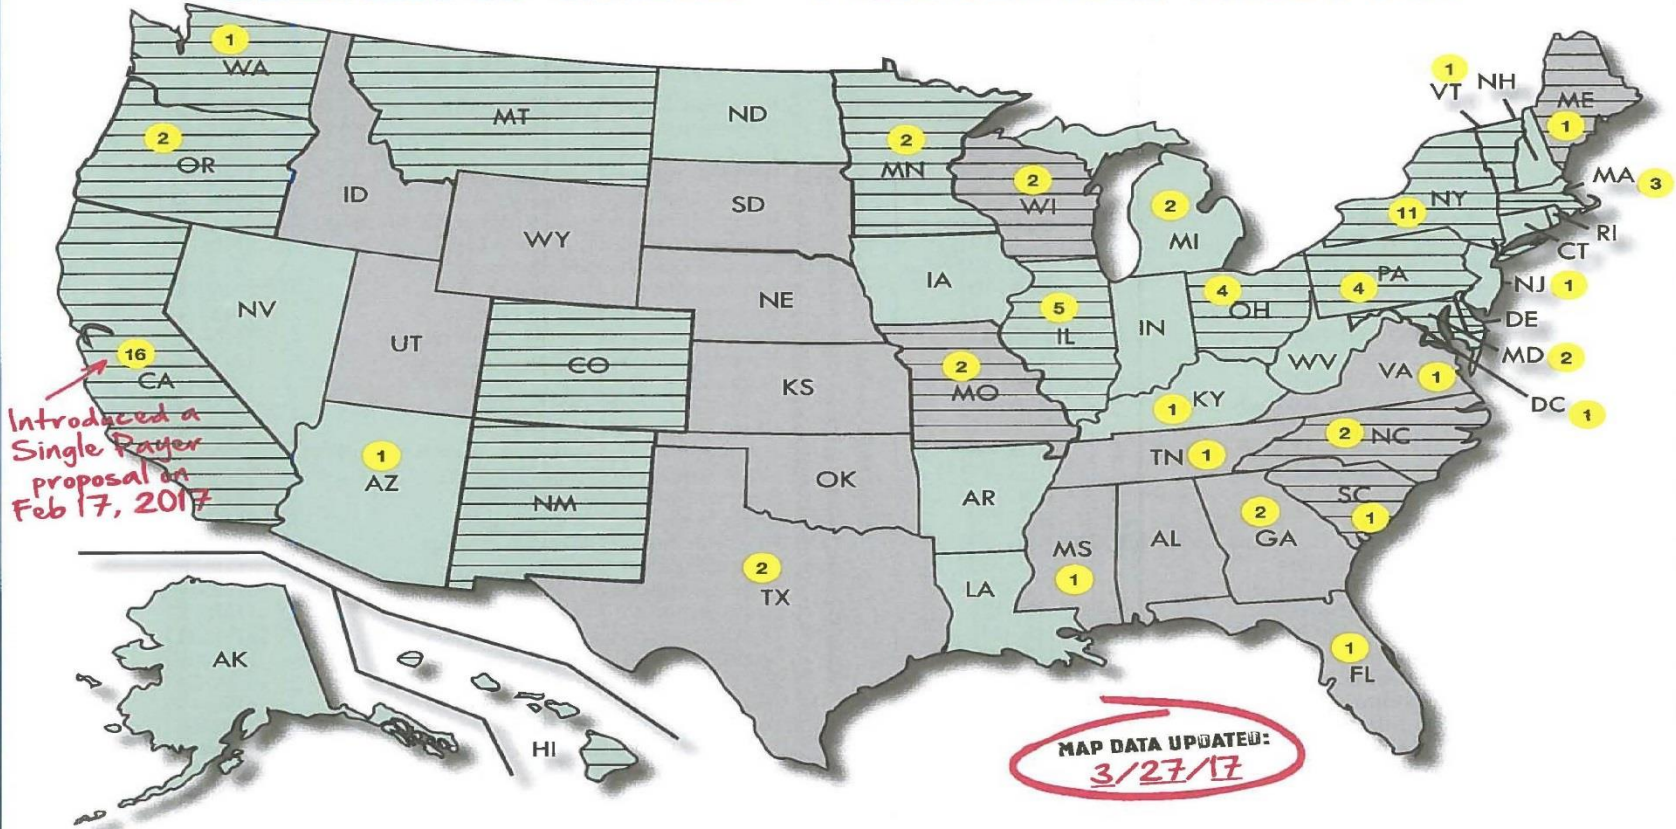 1
WA
MT
ND
2
MN
1
VT
NH
ME
1
2
OR
ID
WY
SD
2
WI
2
MI
11
NY
MA
3
RI
CT
NV
UT
CO
NE
IA
5
IL
IN
4
OH
4
PA
NJ
1
DE
MD
2
16
CA
KS
2
MO
1
KY
WV
VA
1
DC
1
Introduced a
Single Payer
proposal on
Feb 17, 2017
1
AZ
NM
OK
AR
TN
1
2
NC
SC
1
2
TX
LA
MS
1
AL
2
GA
1
FL
AK
HI
MAP DATA UPDATED:
3/27/17